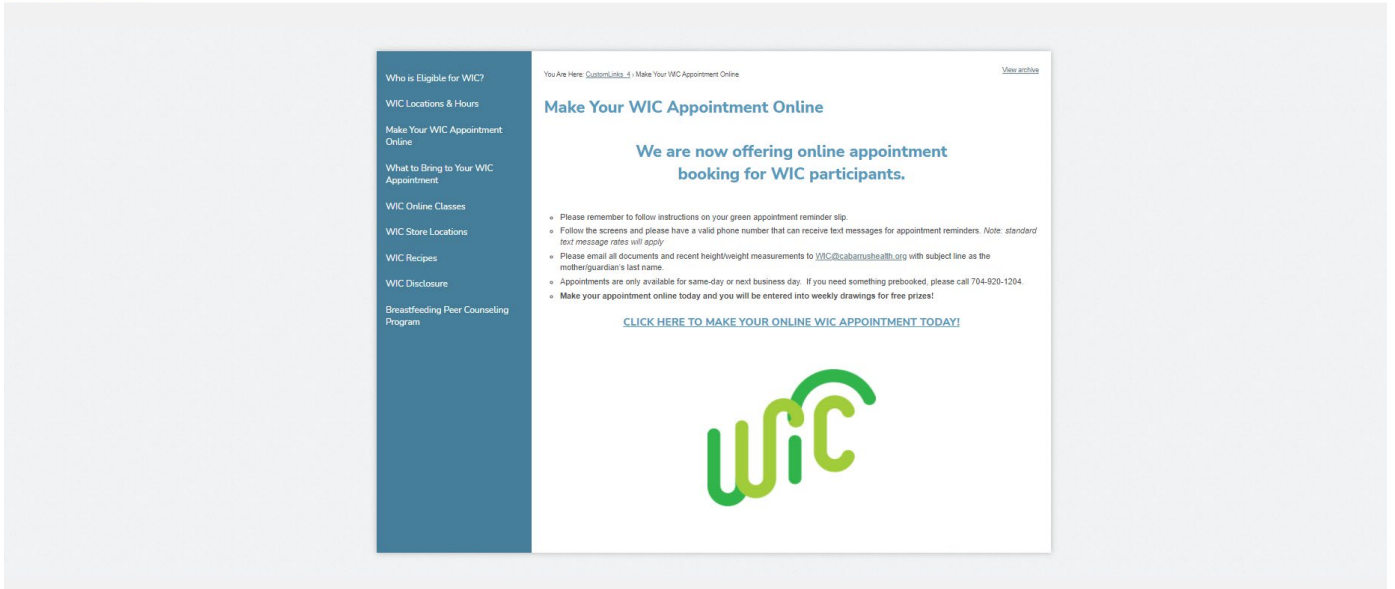 Who is Eligible for WIC?
WIC Locations & Hours
Make Your WIC Appointment
Online
What to Bring to Your WIC
Appointment
WIC Online Classes
WIC Store Locations
WIC Recipes
WIC Disclosure
Breastfeeding Peer Counseling
Program
You Are Here: CustomLinks_4 › Make Your WIC Appointment Online
View archive
Make Your WIC Appointment Online
We are now offering online appointment
booking for WIC participants.
Please remember to follow instructions on your green appointment reminder slip.
Follow the screens and please have a valid phone number that can receive text messages for appointment reminders. Note: standard
text message rates will apply
Please email all documents and recent height/weight measurements to WIC@cabarrushealth.org with subject line as the
mother/guardian's last name.
Appointments are only available for same-day or next business day. If you need something prebooked, please call 704-920-1204.
Make your appointment online today and you will be entered into weekly drawings for free prizes!
CLICK HERE TO MAKE YOUR ONLINE WIC APPOINTMENT TODAY!
wic